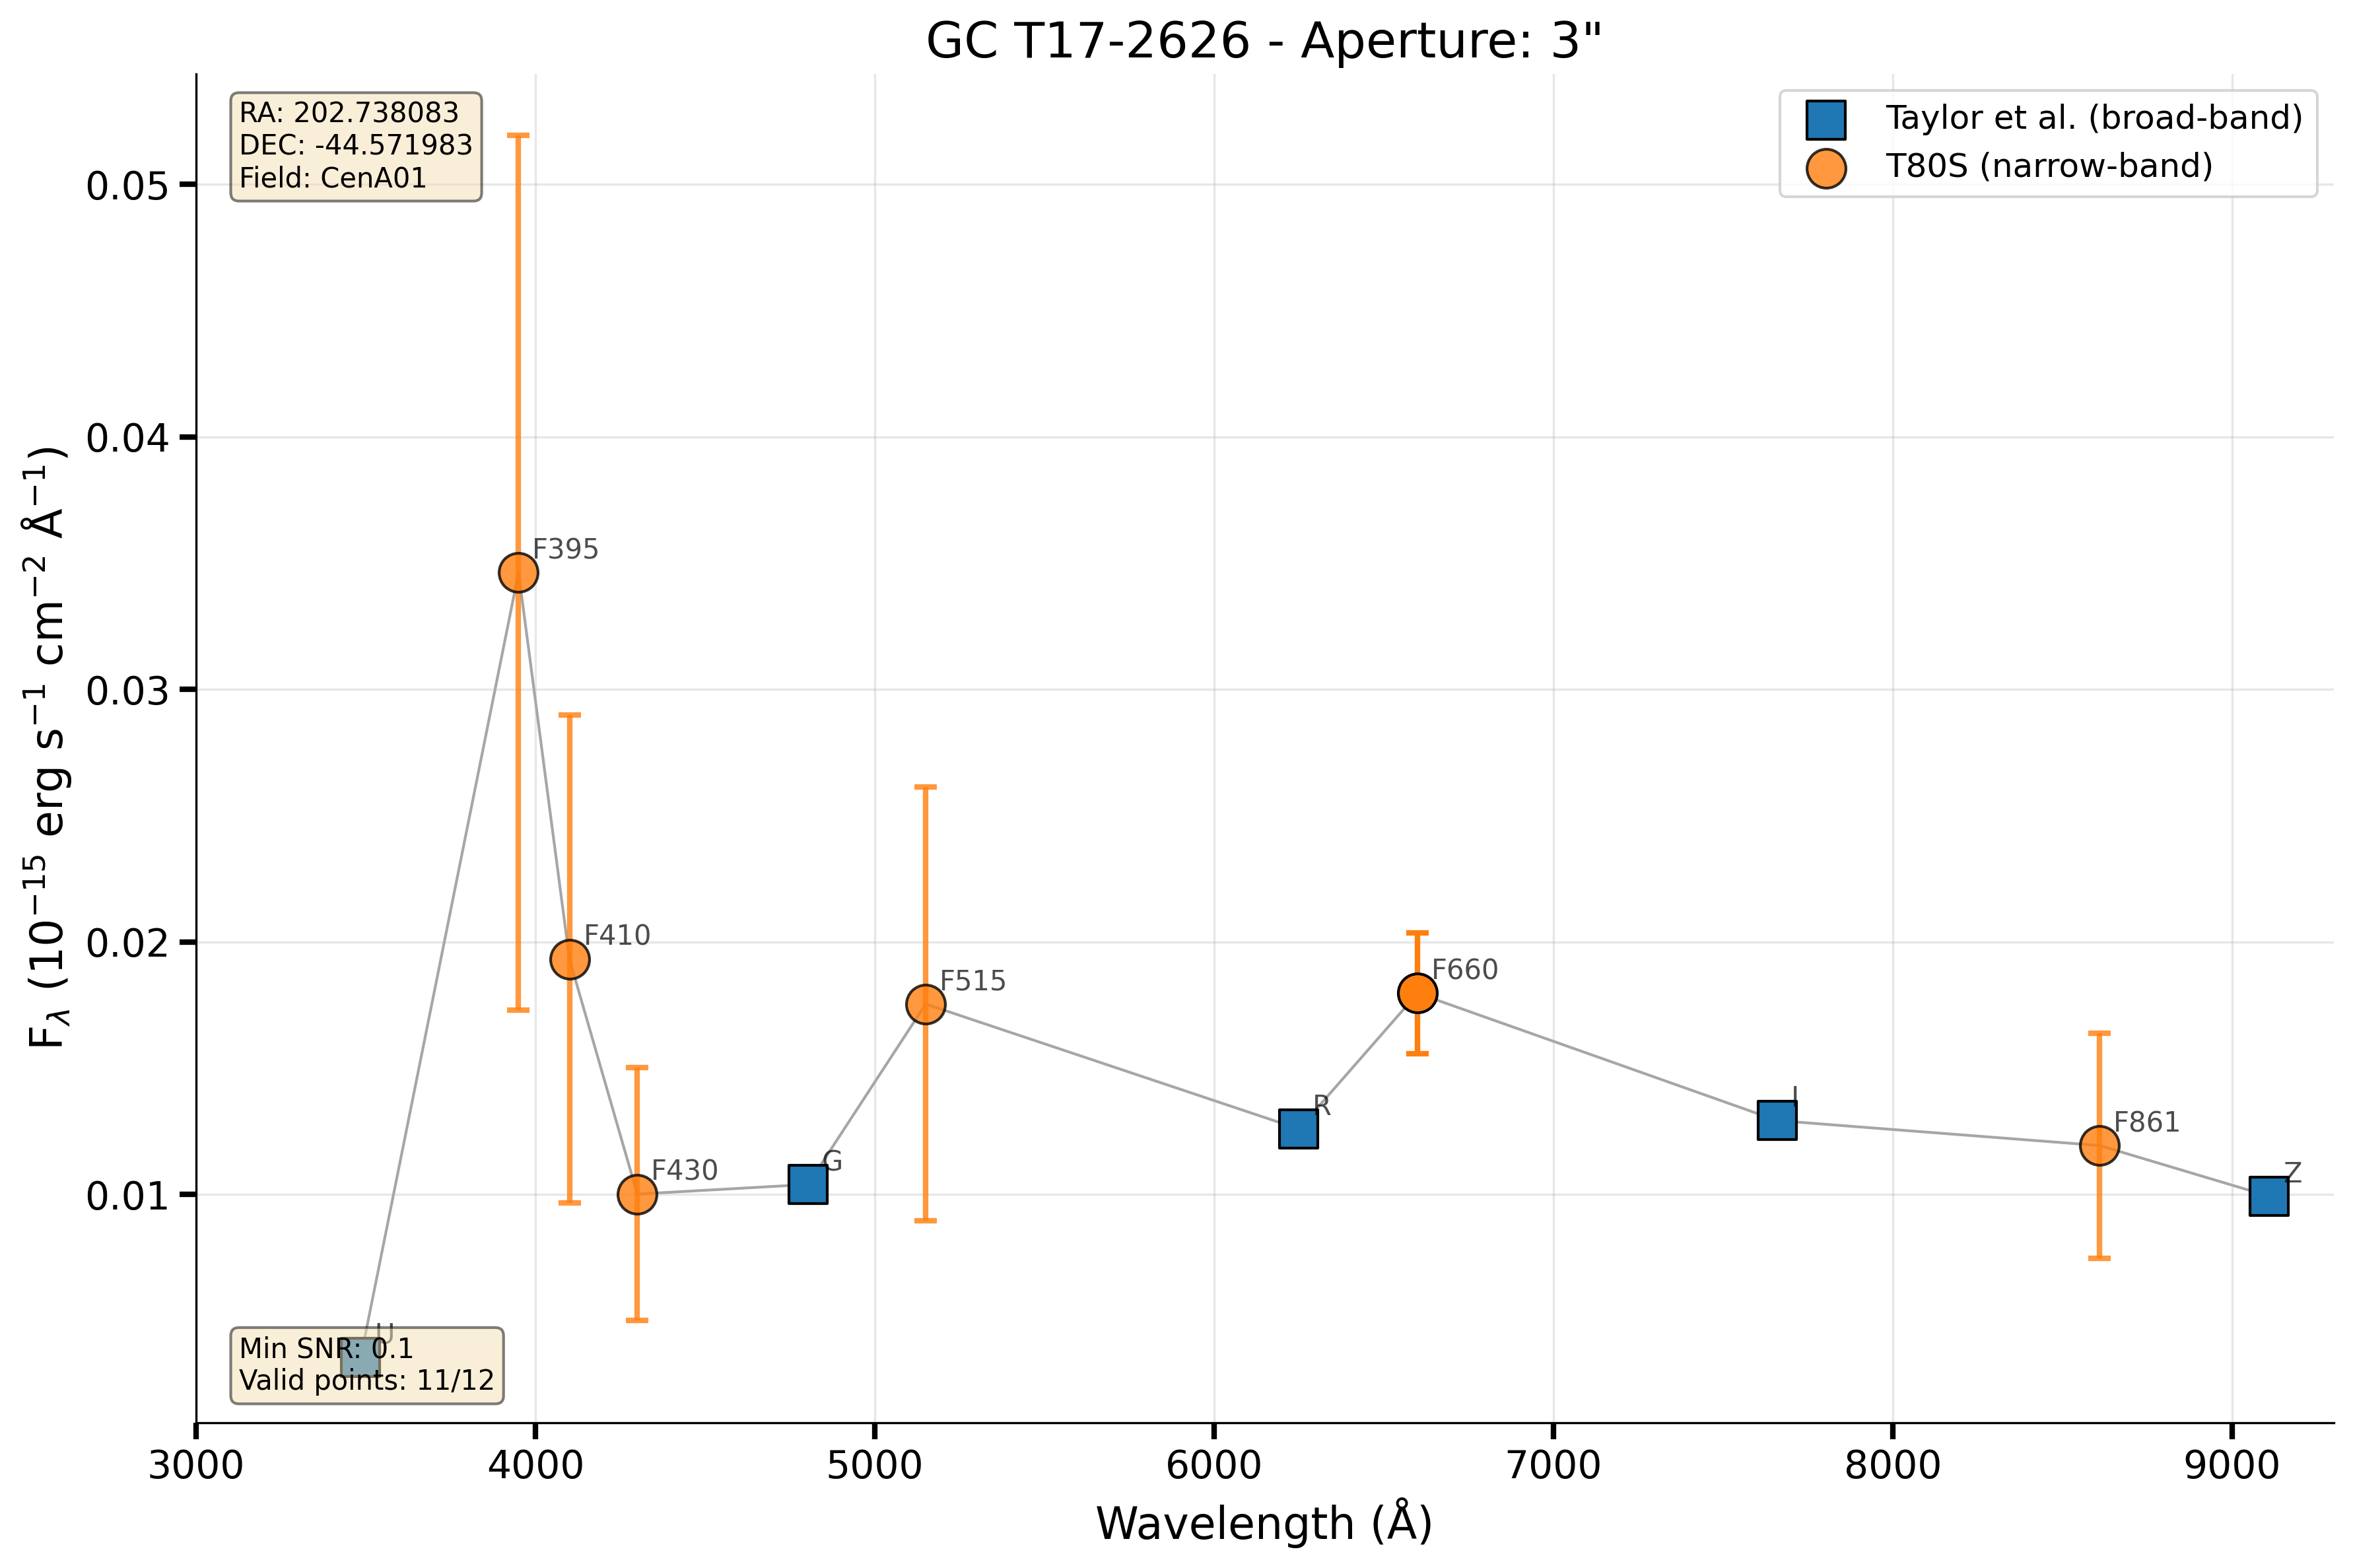 GC T17-2626 - Aperture: 3"
RA: 202.738083
DEC: -44.571983
Field: CenA01
Taylor et al. (broad-band)
T80S (narrow-band)
0.05
0.04
0.03
0.02
0.01
F_λ (10⁻¹⁵ erg s⁻¹ cm⁻² Å⁻¹)
F395
F410
F430
G
F515
R
F660
I
F861
Z
U
Min SNR: 0.1
Valid points: 11/12
3000 4000 5000 6000 7000 8000 9000
Wavelength (Å)